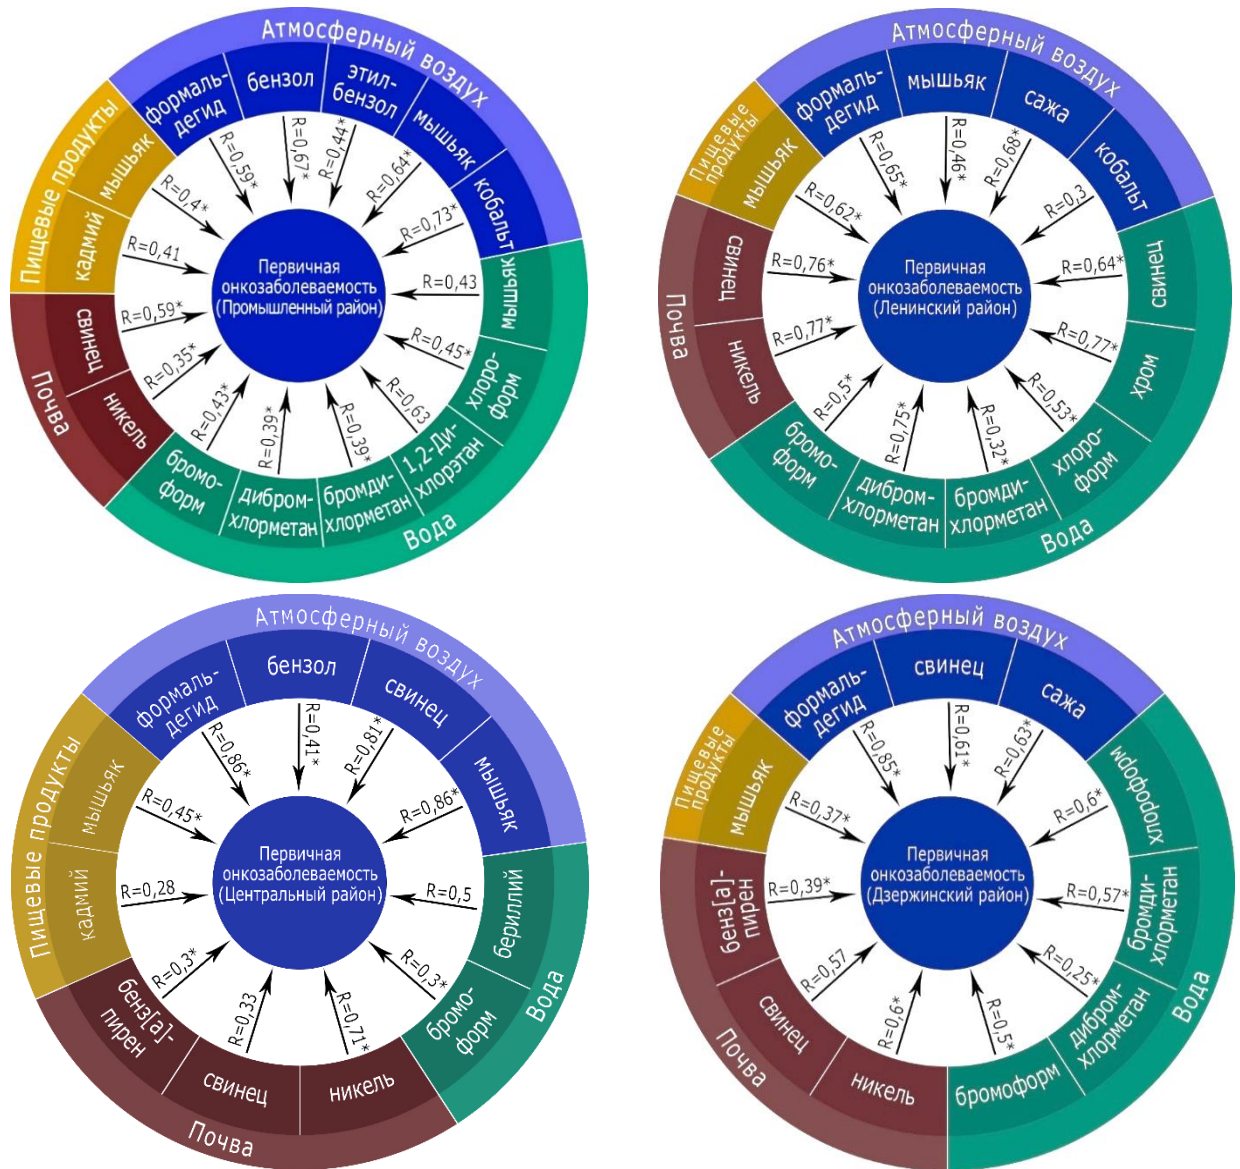 Атмосферный воздух
формаль-
дегид
бензол
этил-
бензол
мышьяк
кобальт
Пищевые продукты
мышьяк
кадмий
Почва
свинец
никель
Вода
мышьяк
хлоро-
форм
1,2-Ди-
хлорэтан
бромди-
хлорметан
дибром-
хлорметан
бромо-
форм
R=0,59*
R=0,67*
R=0,44*
R=0,64*
R=0,73*
R=0,43
R=0,45*
R=0,63
R=0,39*
R=0,39*
R=0,43*
R=0,35*
R=0,59*
R=0,41
R=0,4*
Первичная
онкозаболеваемость
(Промышленный район)
Атмосферный воздух
формаль-
дегид
мышьяк
сажа
кобальт
Пищевые
продукты
мышьяк
Почва
свинец
никель
Вода
свинец
хром
хлоро-
форм
бромди-
хлорметан
дибром-
хлорметан
бромо-
форм
R=0,65*
R=0,46*
R=0,68*
R=0,3
R=0,64*
R=0,77*
R=0,53*
R=0,32*
R=0,75*
R=0,5*
R=0,77*
R=0,76*
R=0,62*
Первичная
онкозаболеваемость
(Ленинский район)
Атмосферный воздух
формаль-
дегид
бензол
свинец
мышьяк
Пищевые продукты
мышьяк
кадмий
Почва
бенз[а]-
пирен
свинец
никель
Вода
бериллий
бромо-
форм
R=0,86*
R=0,41*
R=0,81*
R=0,86*
R=0,5
R=0,3*
R=0,71*
R=0,33
R=0,3*
R=0,28
R=0,45*
Первичная
онкозаболеваемость
(Центральный район)
Атмосферный воздух
формаль-
дегид
свинец
сажа
Пищевые
продукты
мышьяк
Почва
бенз[а]-
пирен
свинец
никель
Вода
хлороформ
бромди-
хлорметан
дибром-
хлорметан
бромоформ
R=0,85*
R=0,61*
R=0,63*
R=0,6*
R=0,57*
R=0,25*
R=0,5*
R=0,6*
R=0,57
R=0,39*
R=0,37*
Первичная
онкозаболеваемость
(Дзержинский район)